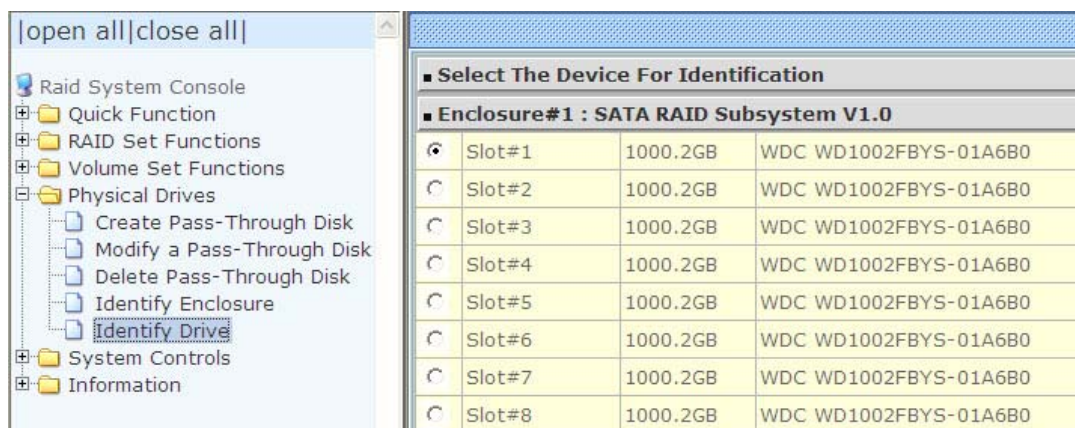 |open all|close all|
Raid System Console
Quick Function
RAID Set Functions
Volume Set Functions
Physical Drives
Create Pass-Through Disk
Modify a Pass-Through Disk
Delete Pass-Through Disk
Identify Enclosure
Identify Drive
System Controls
Information
Select The Device For Identification
Enclosure#1 : SATA RAID Subsystem V1.0
Slot#1 1000.2GB WDC WD1002FBYS-01A6B0
Slot#2 1000.2GB WDC WD1002FBYS-01A6B0
Slot#3 1000.2GB WDC WD1002FBYS-01A6B0
Slot#4 1000.2GB WDC WD1002FBYS-01A6B0
Slot#5 1000.2GB WDC WD1002FBYS-01A6B0
Slot#6 1000.2GB WDC WD1002FBYS-01A6B0
Slot#7 1000.2GB WDC WD1002FBYS-01A6B0
Slot#8 1000.2GB WDC WD1002FBYS-01A6B0